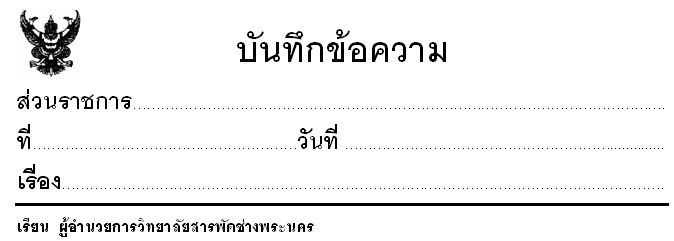 บันทึกข้อความ
ส่วนราชการ
ที่ วันที่
เรื่อง
เรียน ผู้อำนวยการวิทยาลัยสารพัดช่างพระนคร